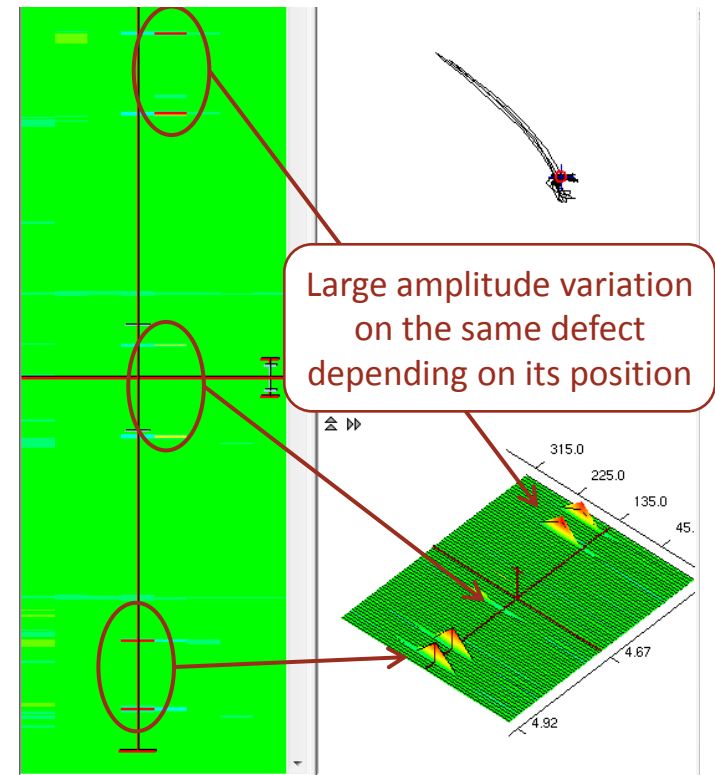 Large amplitude variation
on the same defect
depending on its position
315.0
225.0
135.0
45.
4.67
4.92